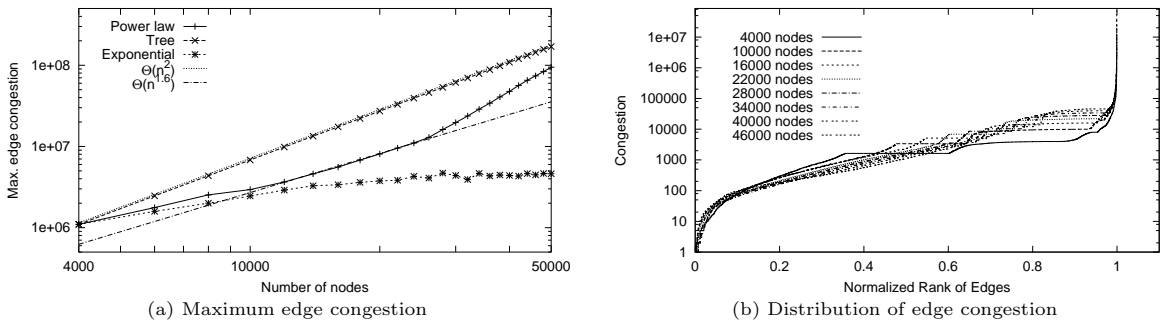 Power law
Tree
Exponential
Θ(n^2)
Θ(n^1.6)
1e+08
1e+07
1e+06
Max. edge congestion
4000
10000
50000
Number of nodes
(a) Maximum edge congestion
4000 nodes
10000 nodes
16000 nodes
22000 nodes
28000 nodes
34000 nodes
40000 nodes
46000 nodes
1e+07
1e+06
100000
10000
1000
100
10
1
Congestion
0
0.2
0.4
0.6
0.8
1
Normalized Rank of Edges
(b) Distribution of edge congestion